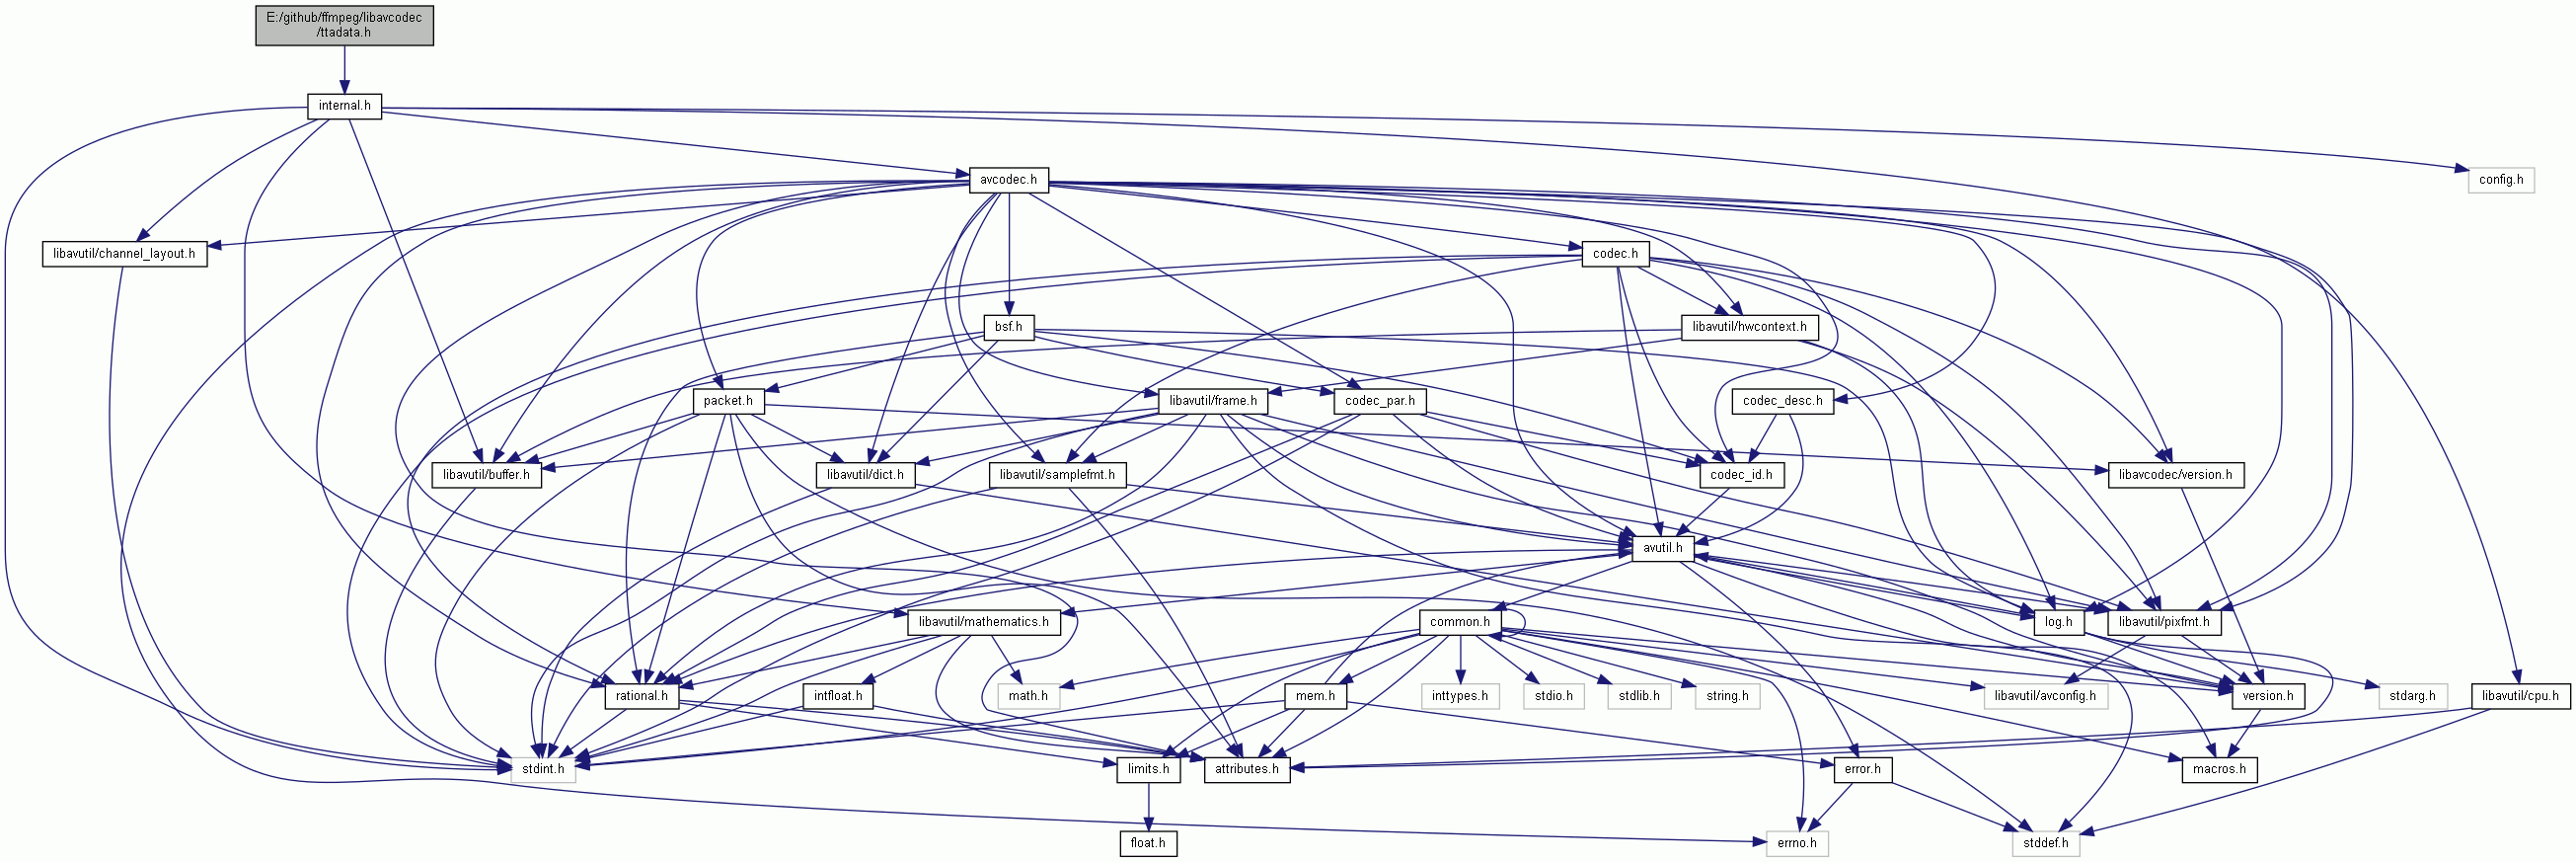 E:/github/ffmpeg/libavcodec
/ttadata.h
internal.h
avcodec.h
config.h
libavutil/channel_layout.h
codec.h
bsf.h
libavutil/hwcontext.h
packet.h
libavutil/frame.h
codec_par.h
codec_desc.h
libavutil/buffer.h
libavutil/dict.h
libavutil/samplefmt.h
codec_id.h
libavcodec/version.h
avutil.h
libavutil/mathematics.h
common.h
log.h
libavutil/pixfmt.h
rational.h
intfloat.h
math.h
mem.h
inttypes.h
stdio.h
stdlib.h
string.h
libavutil/avconfig.h
version.h
stdarg.h
libavutil/cpu.h
stdint.h
limits.h
attributes.h
error.h
macros.h
float.h
errno.h
stddef.h